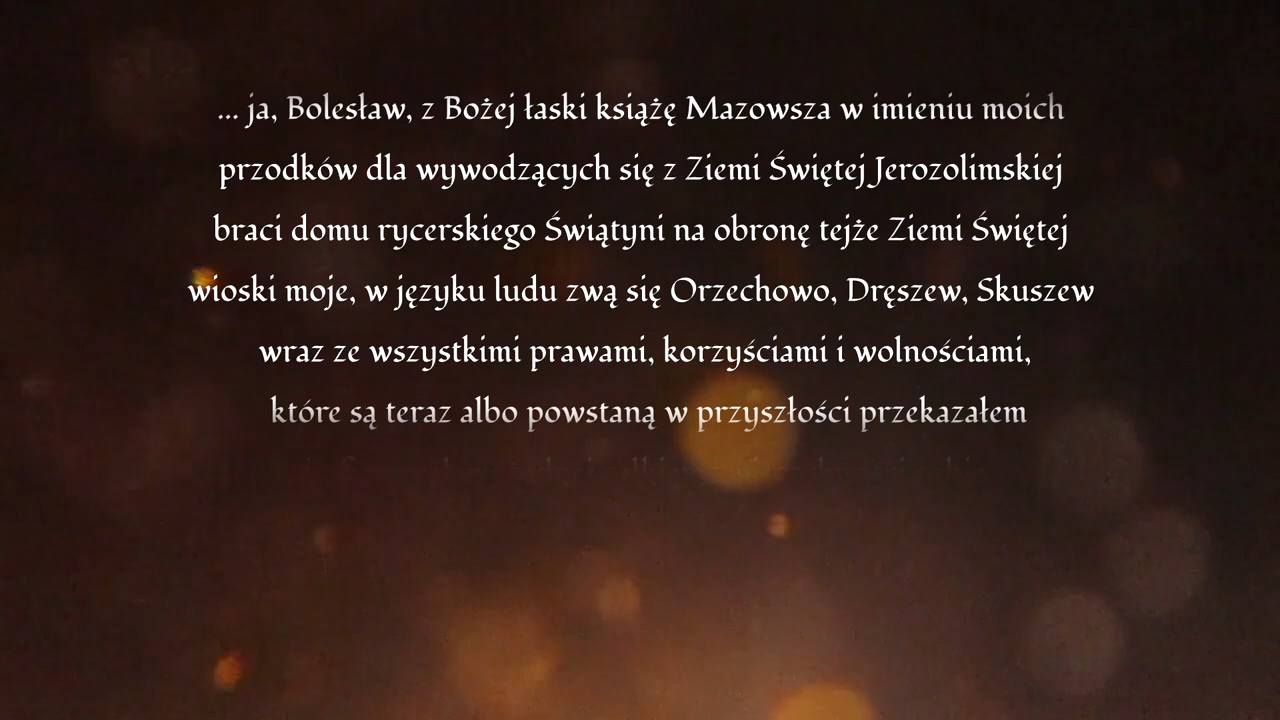 ... ja, Bolesław, z Bożej łaski książę Mazowsza w imieniu moich
przodków dla wywodzących się z Ziemi Świętej Jerozolimskiej
braci domu rycerskiego Świątyni na obronę tejże Ziemi Świętej
wioski moje, w języku ludu zwą się Orzechowo, Dręszew, Skuszew
wraz ze wszystkimi prawami, korzyściami i wolnościami,
które są teraz albo powstaną w przyszłości przekazałem